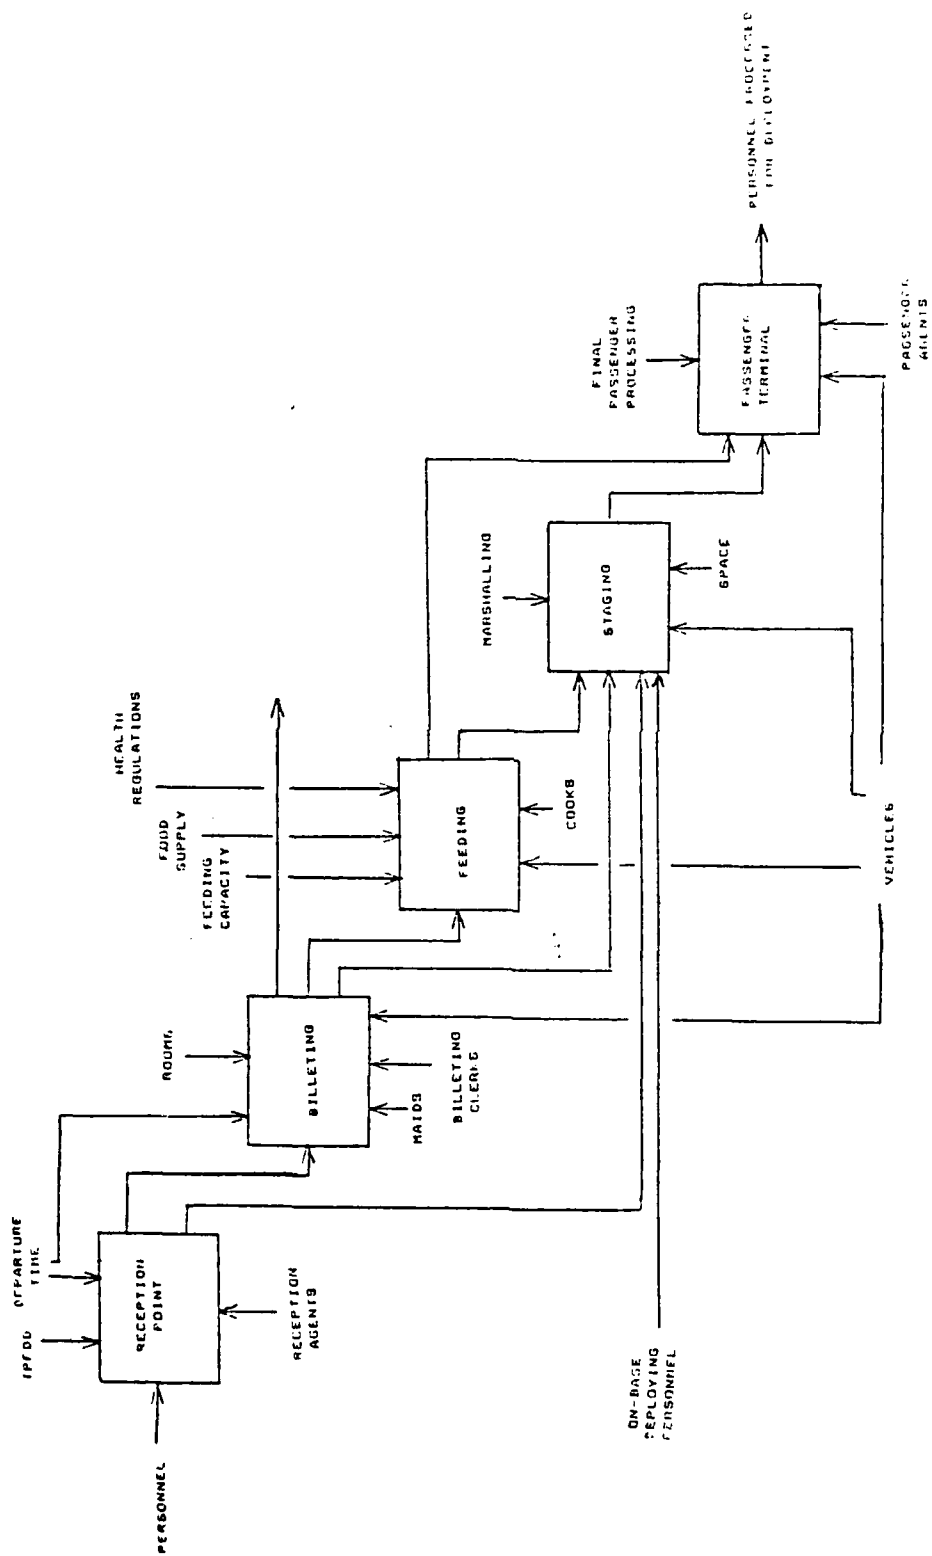 PERSONNEL
TPFDD
DEPARTURE
TIME
RECEPTION
POINT
RECEPTION
AGENTS
ROOMS
BILLETING
MAIDS
BILLETING
CLERKS
ON-BASE
DEPLOYING
PERSONNEL
FEEDING
CAPACITY
FOOD
SUPPLY
HEALTH
REGULATIONS
FEEDING
COOKS
VEHICLES
MARSHALLING
STAGING
SPACE
FINAL
PASSENGER
PROCESSING
PASSENGER
TERMINAL
PASSENGER
AGENTS
PERSONNEL PROCESSED
FOR DEPLOYMENT